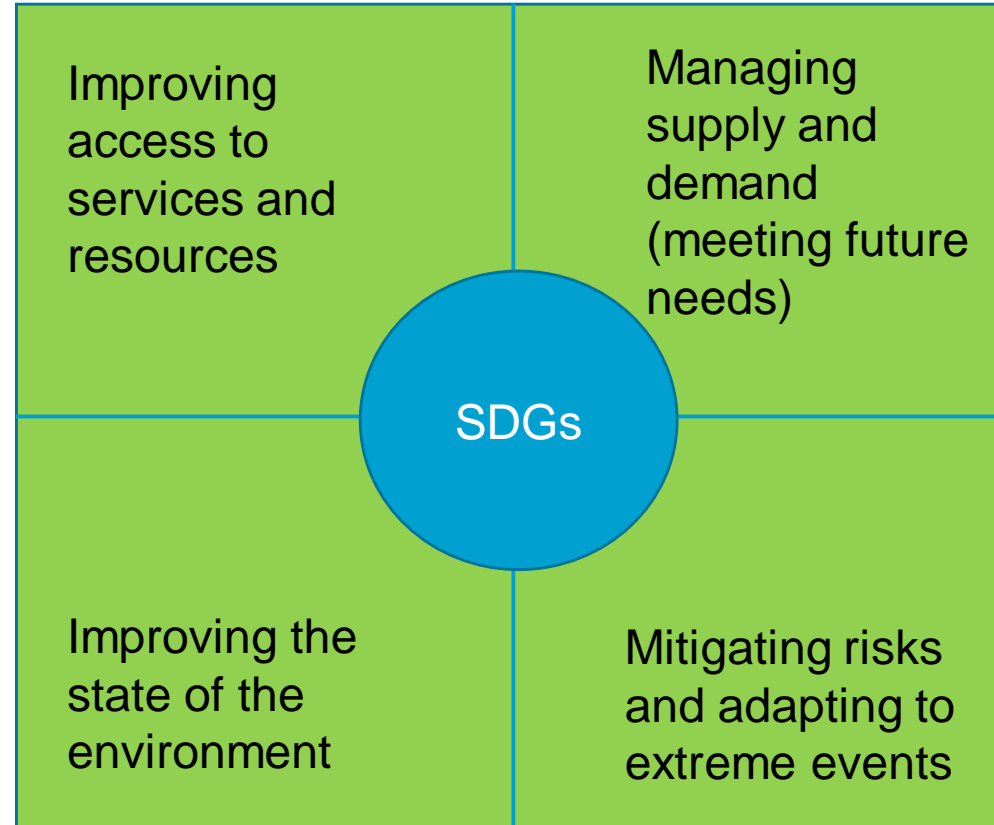 Improving
access to
services and
resources
Managing
supply and
demand
(meeting future
needs)
SDGs
Improving the
state of the
environment
Mitigating risks
and adapting to
extreme events